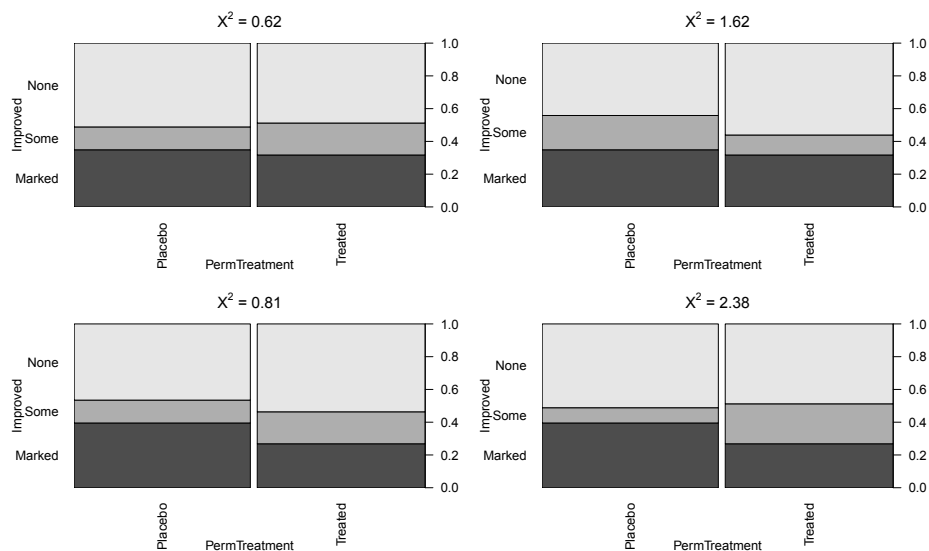 X² = 0.62
Improved
None
Some
Marked
1.0
0.8
0.6
0.4
0.2
0.0
Placebo
Treated
PermTreatment
X² = 1.62
Improved
None
Some
Marked
1.0
0.8
0.6
0.4
0.2
0.0
Placebo
Treated
PermTreatment
X² = 0.81
Improved
None
Some
Marked
1.0
0.8
0.6
0.4
0.2
0.0
Placebo
Treated
PermTreatment
X² = 2.38
Improved
None
Some
Marked
1.0
0.8
0.6
0.4
0.2
0.0
Placebo
Treated
PermTreatment